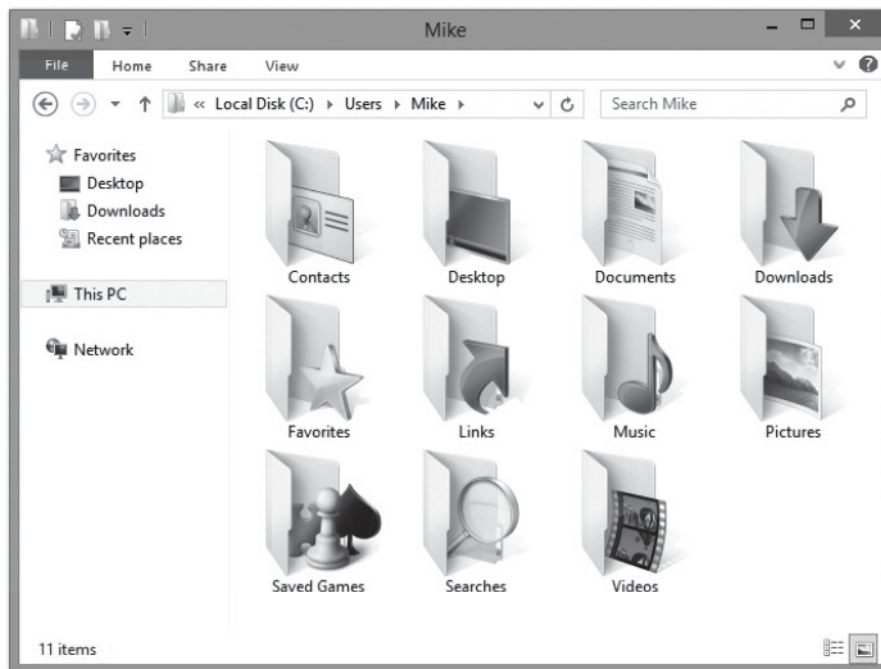 Mike
File Home Share View
« Local Disk (C:) Users Mike
Search Mike
Favorites
Desktop
Downloads
Recent places
This PC
Network
Contacts Desktop Documents Downloads
Favorites Links Music Pictures
Saved Games Searches Videos
11 items